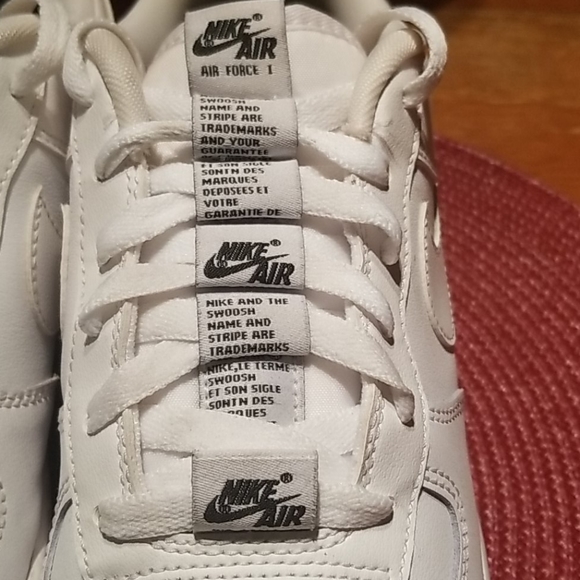 NIKE®
® AIR
AIR FORCE 1
SWOOSH
NAME AND
STRIPE ARE
TRADEMARKS
AND YOUR
GUARANTEE
ET SON SIGLE
SONTN DES
MARQUES
DEPOSEES ET
VOTRE
GARANTIE DE
NIKE®
® AIR
NIKE AND THE
SWOOSH
NAME AND
STRIPE ARE
TRADEMARKS
NIKE,LE TERME
SWOOSH
ET SON SIGLE
SONTN DES
NIKE®
® AIR